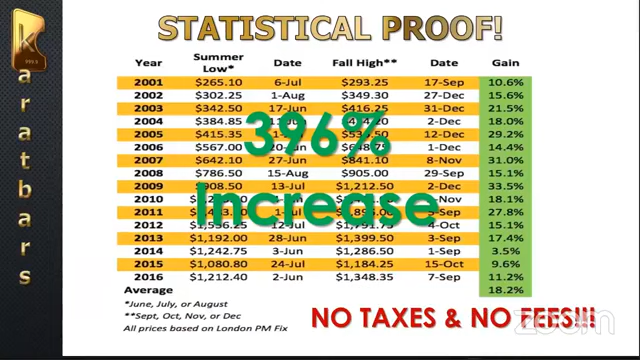 STATISTICAL PROOF!
karatbars
Year Summer Low* Date Fall High** Date Gain
2001 $265.10 6-Jul $293.25 17-Sep 10.6%
2002 $302.25 1-Aug $349.30 27-Dec 15.6%
2003 $342.50 17-Jun $416.25 31-Dec 21.5%
2004 $384.85 2-Dec 18.0%
2005 $415.35 12-Dec 29.2%
2006 $567.00 20-Jun 1-Dec 14.4%
2007 $642.10 27-Jun $841.10 8-Nov 31.0%
2008 $786.50 15-Aug $905.00 29-Sep 15.1%
2009 $908.50 13-Jul $1,212.50 2-Dec 33.5%
2010 18.1%
2011 27.8%
2012 12-Jul 4-Oct 15.1%
2013 $1,192.00 28-Jun $1,399.50 3-Sep 17.4%
2014 $1,242.75 3-Jun $1,286.50 1-Sep 3.5%
2015 $1,080.80 24-Jul $1,184.25 15-Oct 9.6%
2016 $1,212.40 2-Jun $1,348.35 7-Sep 11.2%
Average 18.2%
396%
Increase
*June, July, or August
**Sept, Oct, Nov, or Dec
All prices based on London PM Fix
NO TAXES & NO FEES!!!
zoom